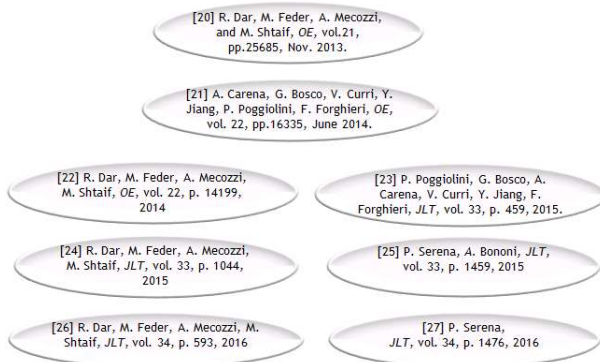 [20] R. Dar, M. Feder, A. Mecozzi,
and M. Shtaif, OE, vol.21,
pp.25685, Nov. 2013.
[21] A. Carena, G. Bosco, V. Curri, Y.
Jiang, P. Poggiolini, F. Forghieri, OE,
vol. 22, pp.16335, June 2014.
[22] R. Dar, M. Feder, A. Mecozzi,
M. Shtaif, OE, vol. 22, p. 14199,
2014
[23] P. Poggiolini, G. Bosco, A.
Carena, V. Curri, Y. Jiang, F.
Forghieri, JLT, vol. 33, p. 459, 2015.
[24] R. Dar, M. Feder, A. Mecozzi,
M. Shtaif, JLT, vol. 33, p. 1044,
2015
[25] P. Serena, A. Bononi, JLT,
vol. 33, p. 1459, 2015
[26] R. Dar, M. Feder, A. Mecozzi, M.
Shtaif, JLT, vol. 34, p. 593, 2016
[27] P. Serena,
JLT, vol. 34, p. 1476, 2016